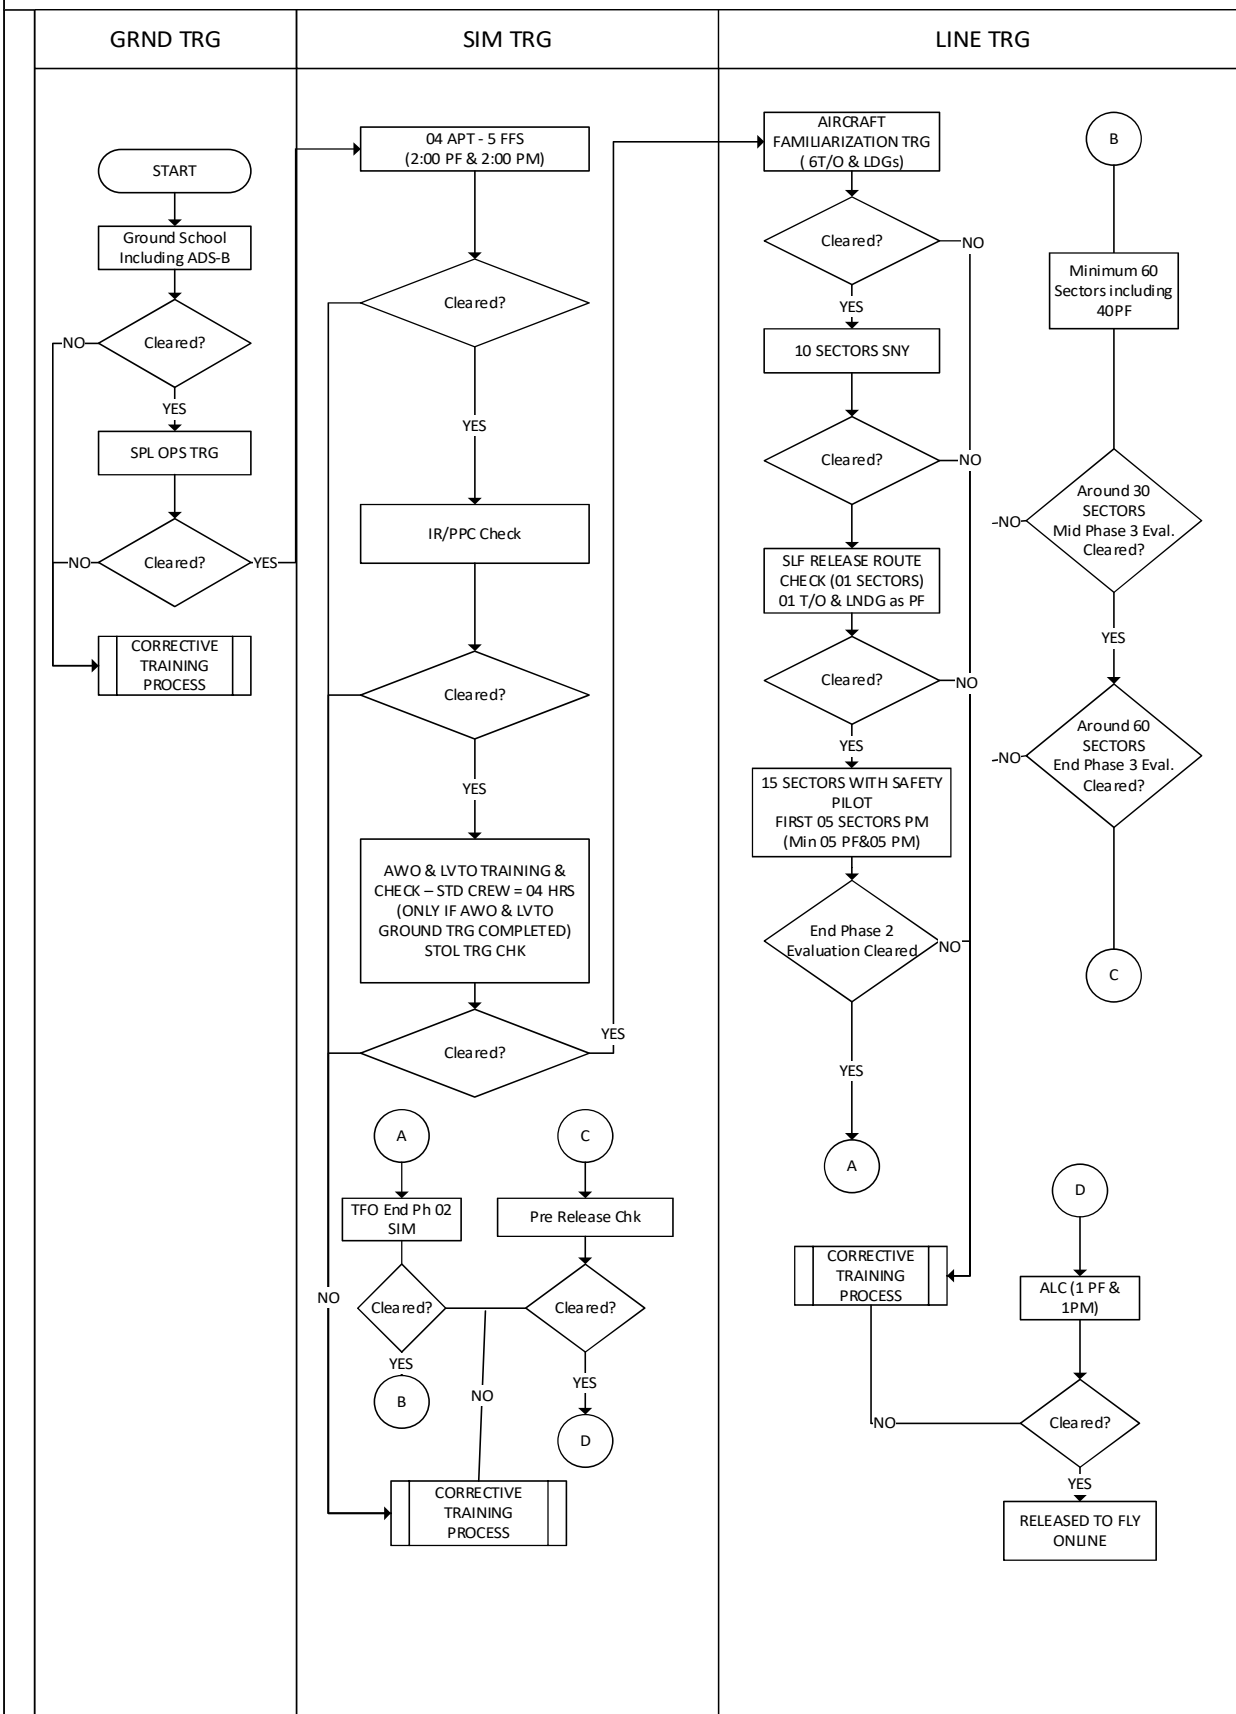 GRND TRG
SIM TRG
LINE TRG
START
Ground School
Including ADS-B
Cleared?
NO
YES
SPL OPS TRG
Cleared?
NO
YES
CORRECTIVE
TRAINING
PROCESS
04 APT - 5 FFS
(2:00 PF & 2:00 PM)
Cleared?
YES
IR/PPC Check
Cleared?
YES
AWO & LVTO TRAINING &
CHECK – STD CREW = 04 HRS
(ONLY IF AWO & LVTO
GROUND TRG COMPLETED)
STOL TRG CHK
Cleared?
YES
NO
A
TFO End Ph 02
SIM
Cleared?
YES
B
C
Pre Release Chk
Cleared?
YES
D
NO
CORRECTIVE
TRAINING
PROCESS
AIRCRAFT
FAMILIARIZATION TRG
( 6T/O & LDGs)
Cleared?
NO
YES
10 SECTORS SNY
Cleared?
NO
SLF RELEASE ROUTE
CHECK (01 SECTORS)
01 T/O & LNDG as PF
Cleared?
NO
YES
15 SECTORS WITH SAFETY
PILOT
FIRST 05 SECTORS PM
(Min 05 PF&05 PM)
End Phase 2
Evaluation Cleared
NO
YES
A
CORRECTIVE
TRAINING
PROCESS
B
Minimum 60
Sectors including
40PF
Around 30
SECTORS
Mid Phase 3 Eval.
Cleared?
NO
YES
Around 60
SECTORS
End Phase 3 Eval.
Cleared?
NO
C
D
ALC (1 PF &
1PM)
Cleared?
NO
YES
RELEASED TO FLY
ONLINE